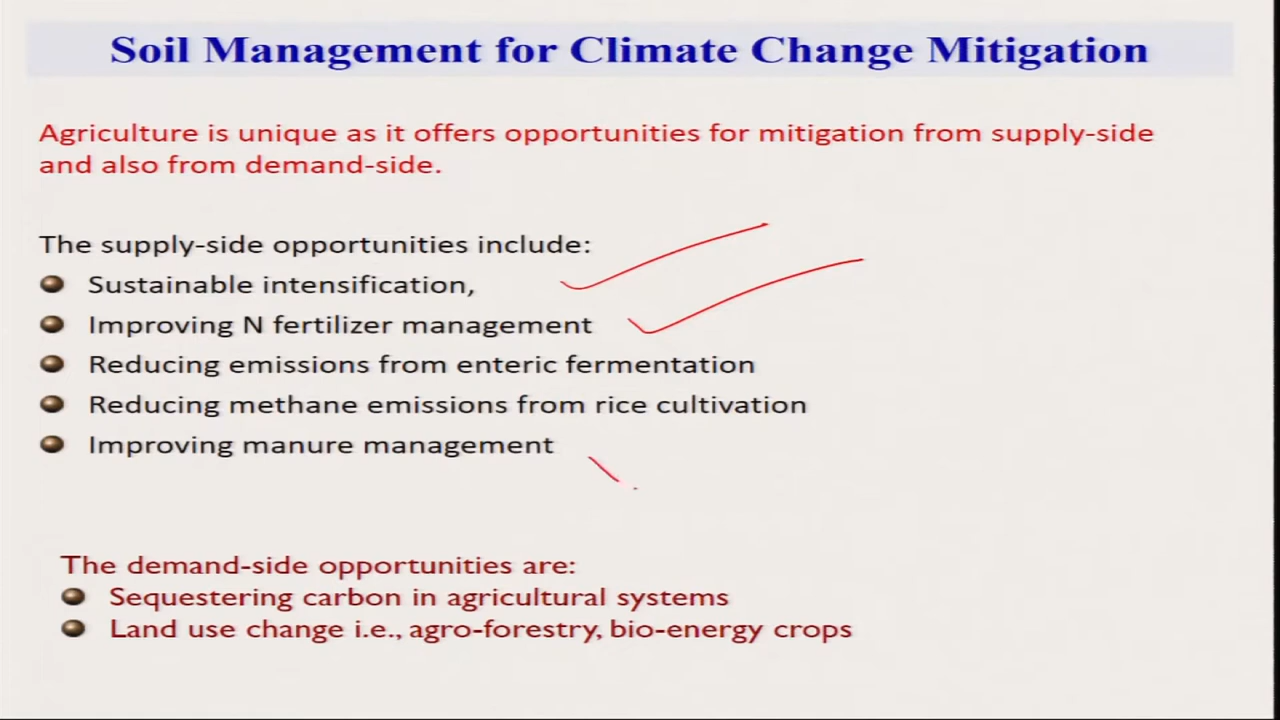 Soil Management for Climate Change Mitigation
Agriculture is unique as it offers opportunities for mitigation from supply-side
and also from demand-side.
The supply-side opportunities include:
Sustainable intensification,
Improving N fertilizer management
Reducing emissions from enteric fermentation
Reducing methane emissions from rice cultivation
Improving manure management
The demand-side opportunities are:
Sequestering carbon in agricultural systems
Land use change i.e., agro-forestry, bio-energy crops